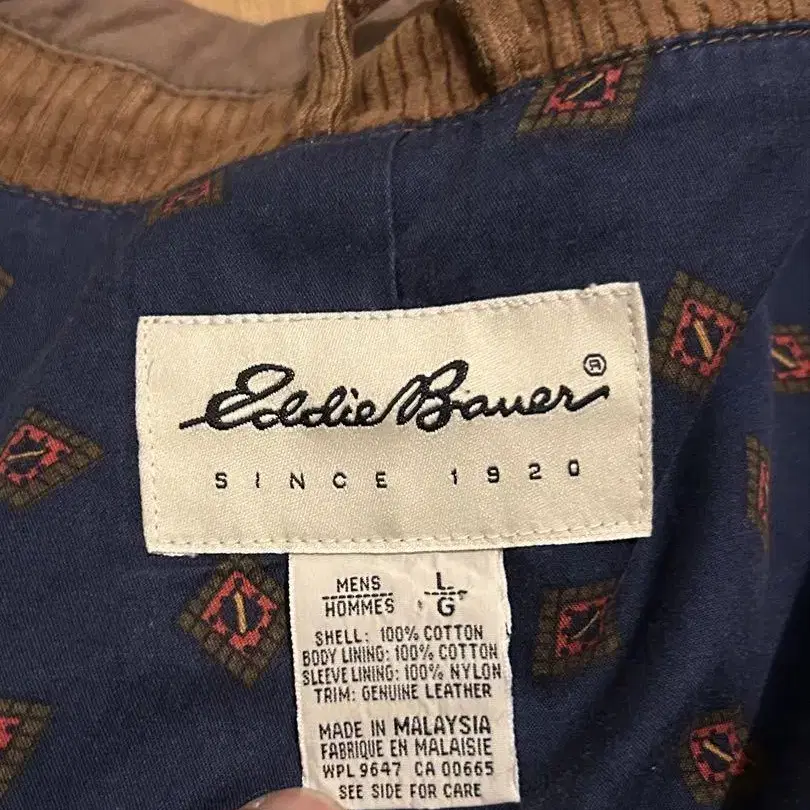 Eddie Bauer®
SINCE 1920
MENS L
HOMMES G
SHELL: 100% COTTON
BODY LINING: 100% COTTON
SLEEVE LINING: 100% NYLON
TRIM: GENUINE LEATHER
MADE IN MALAYSIA
FABRIQUE EN MALAISIE
WPL 9647 CA 00665
SEE SIDE FOR CARE